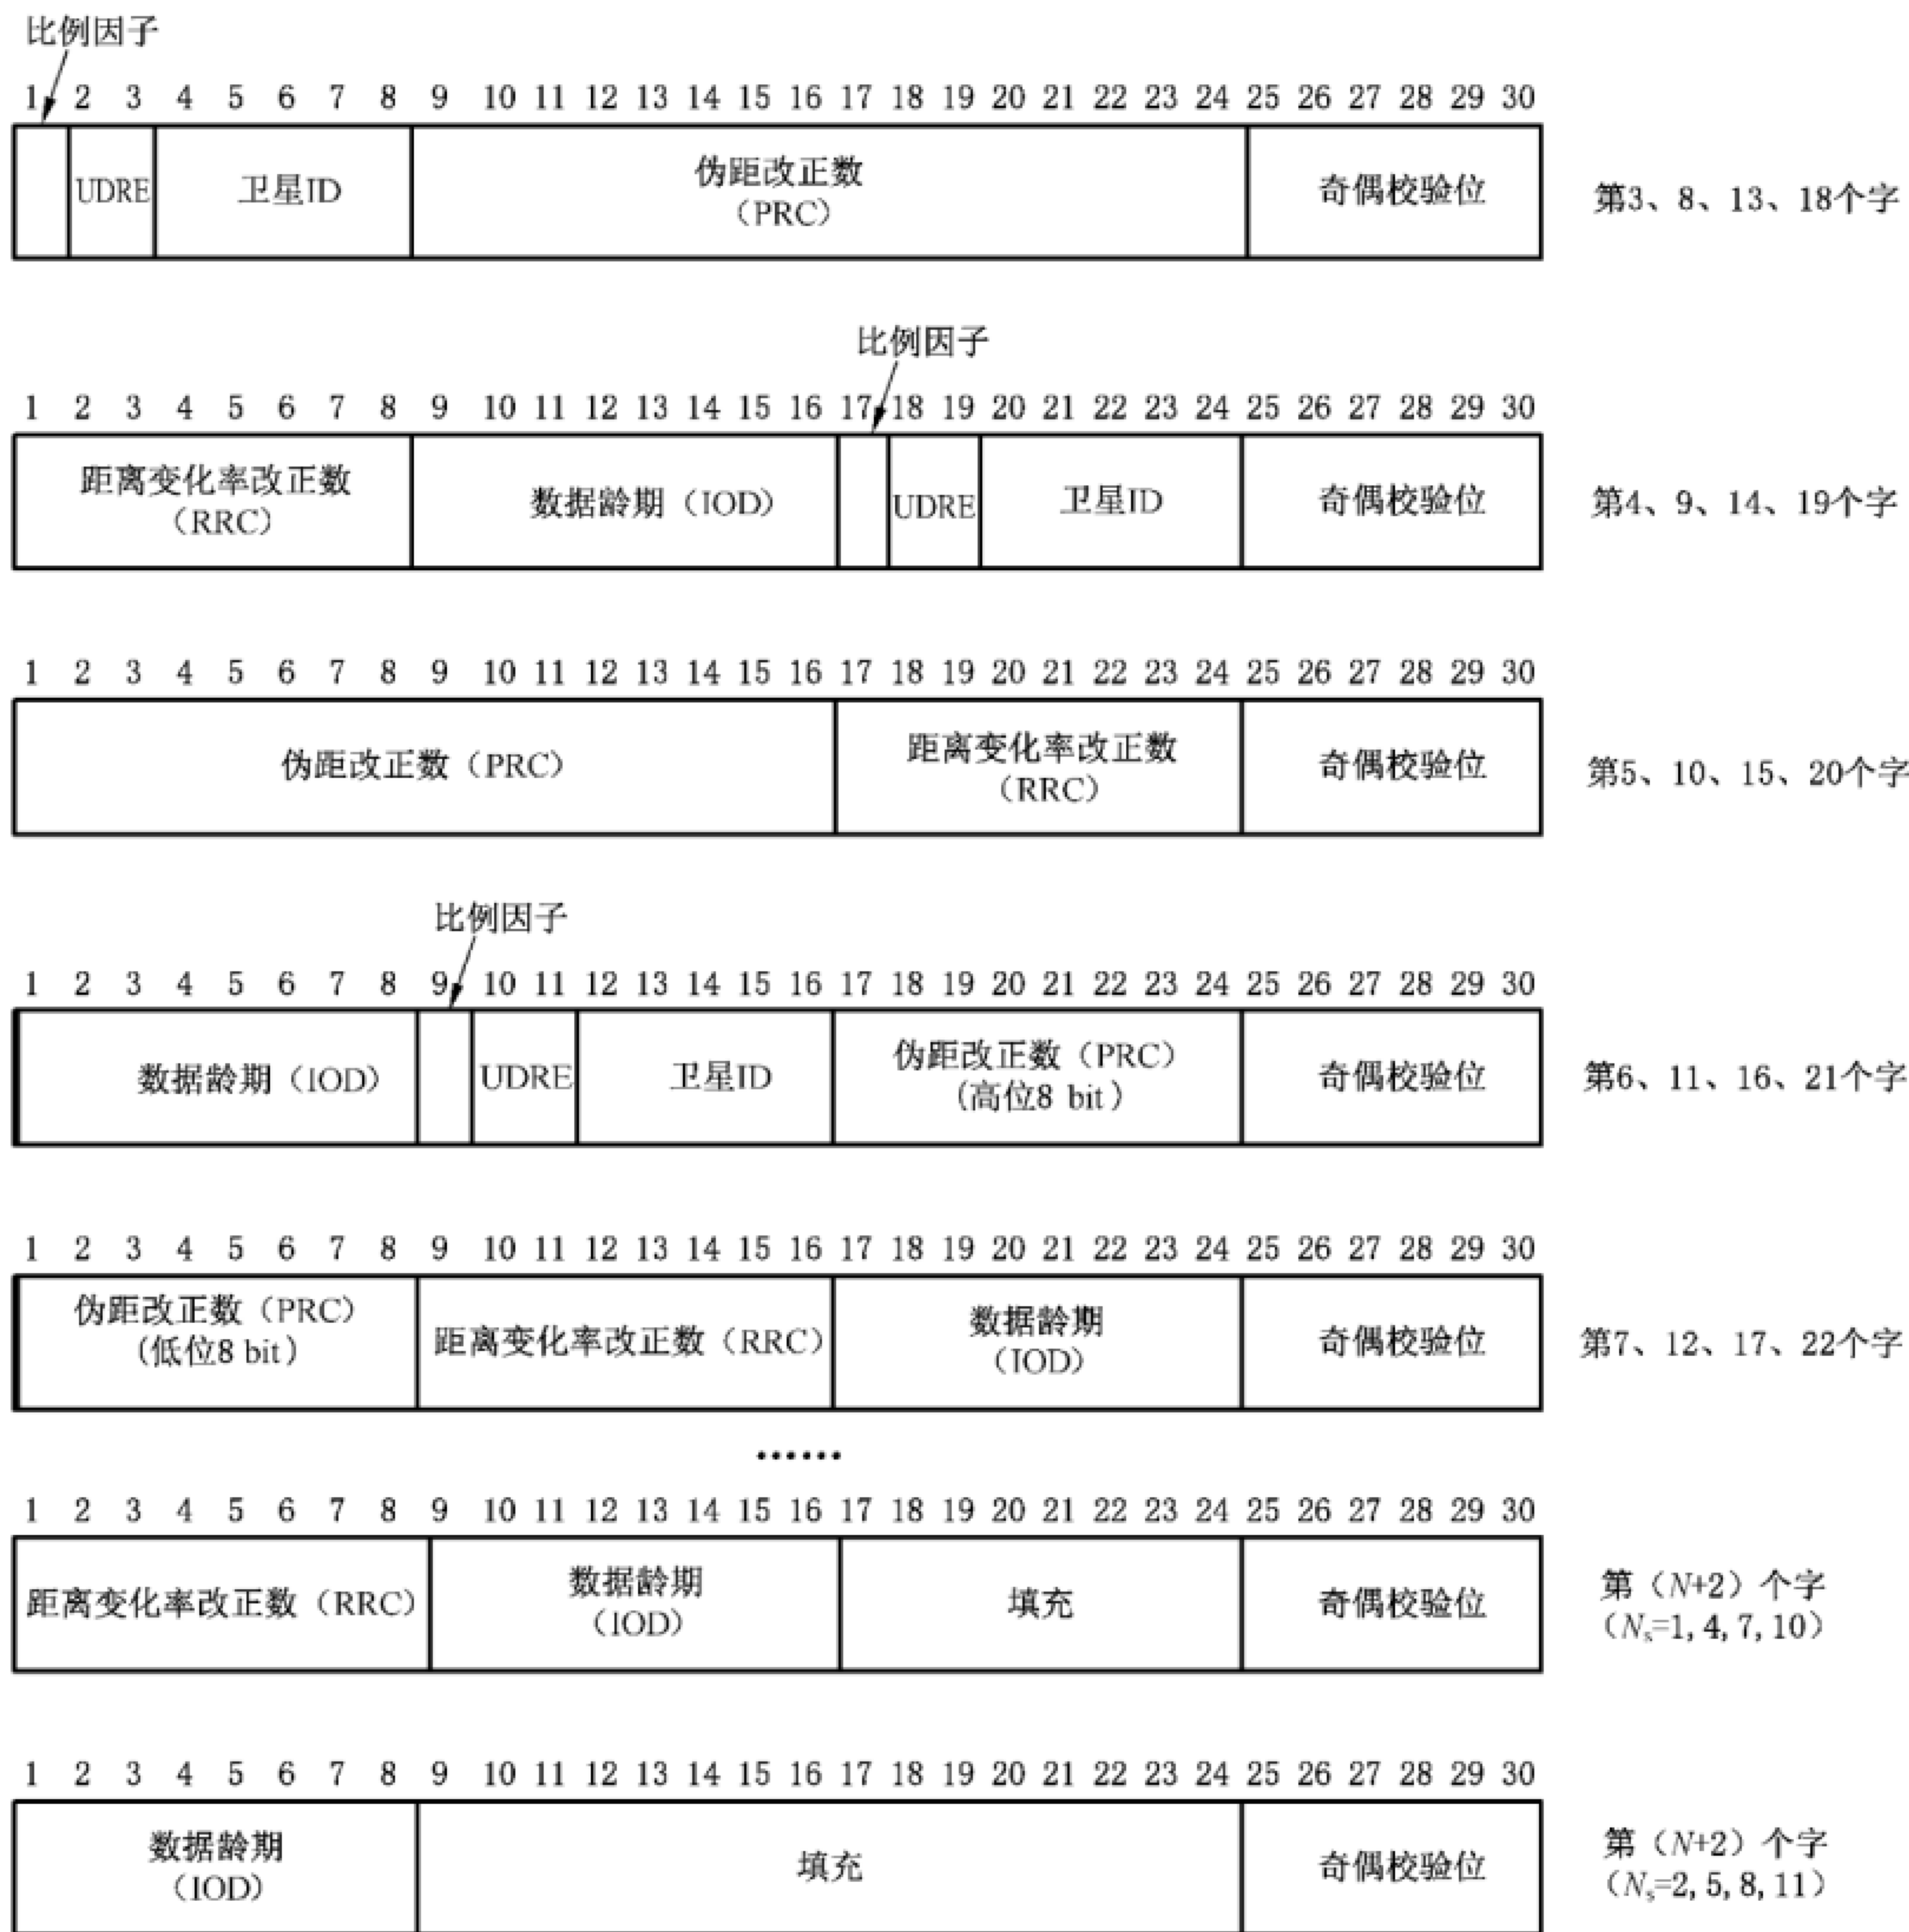 比例因子
1 2 3 4 5 6 7 8 9 10 11 12 13 14 15 16 17 18 19 20 21 22 23 24 25 26 27 28 29 30
UDRE 卫星ID 伪距改正数 奇偶校验位 第3、8、13、18个字
（PRC）
比例因子
1 2 3 4 5 6 7 8 9 10 11 12 13 14 15 16 17 18 19 20 21 22 23 24 25 26 27 28 29 30
距离变化率改正数 数据龄期（IOD） UDRE 卫星ID 奇偶校验位 第4、9、14、19个字
（RRC）
1 2 3 4 5 6 7 8 9 10 11 12 13 14 15 16 17 18 19 20 21 22 23 24 25 26 27 28 29 30
伪距改正数（PRC） 距离变化率改正数 奇偶校验位 第5、10、15、20个字
（RRC）
比例因子
1 2 3 4 5 6 7 8 9 10 11 12 13 14 15 16 17 18 19 20 21 22 23 24 25 26 27 28 29 30
数据龄期（IOD） UDRE 卫星ID 伪距改正数（PRC） 奇偶校验位 第6、11、16、21个字
(高位8 bit)
1 2 3 4 5 6 7 8 9 10 11 12 13 14 15 16 17 18 19 20 21 22 23 24 25 26 27 28 29 30
伪距改正数（PRC） 距离变化率改正数（RRC） 数据龄期 奇偶校验位 第7、12、17、22个字
(低位8 bit) （IOD）
……
1 2 3 4 5 6 7 8 9 10 11 12 13 14 15 16 17 18 19 20 21 22 23 24 25 26 27 28 29 30
距离变化率改正数（RRC） 数据龄期 填充 奇偶校验位 第（N+2）个字
（IOD） （Nₛ=1, 4, 7, 10）
1 2 3 4 5 6 7 8 9 10 11 12 13 14 15 16 17 18 19 20 21 22 23 24 25 26 27 28 29 30
数据龄期 填充 奇偶校验位 第（N+2）个字
（IOD） （Nₛ=2, 5, 8, 11）